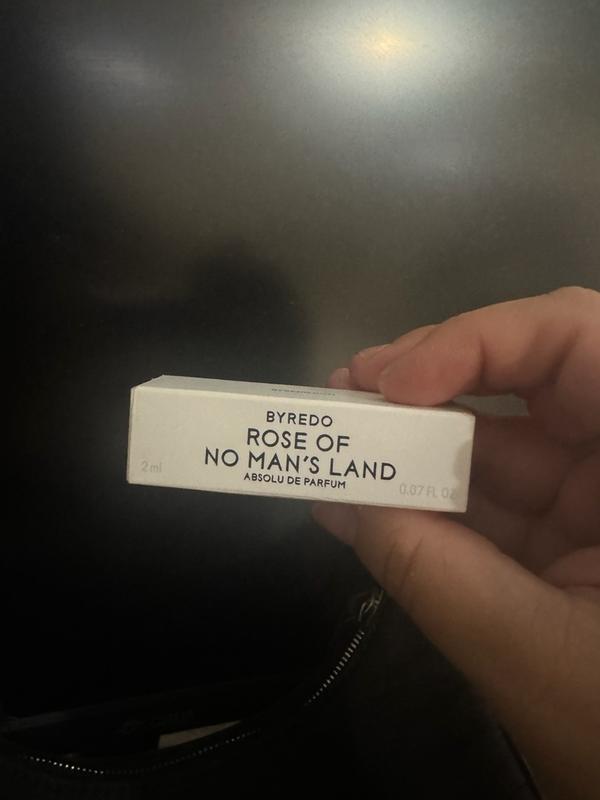 BYREDO
ROSE OF
NO MAN'S LAND
ABSOLU DE PARFUM
2 ml
0.07 FL OZ